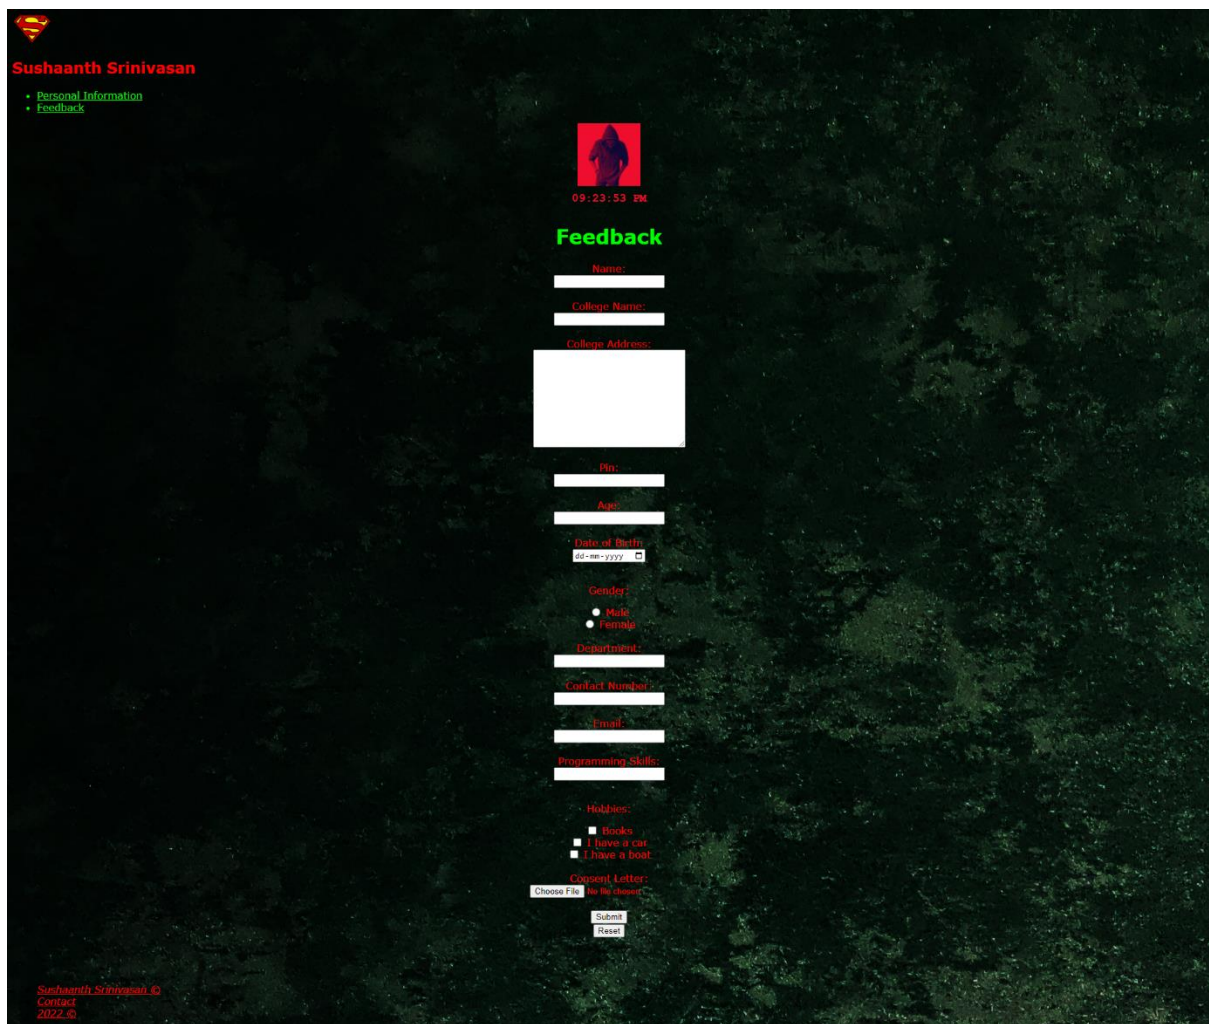 Sushaanth Srinivasan
Personal Information
Feedback
09:23:53 PM
Feedback
Name:
College Name:
College Address:
Pin:
Age:
Date of Birth:
dd-mm-yyyy
Gender:
Male
Female
Department:
Contact Number:
Email:
Programming Skills:
Hobbies:
Books
I have a car
I have a boat
Consent Letter:
Choose File No file chosen
Submit
Reset
Sushaanth Srinivasan ©
Contact
2022 ©